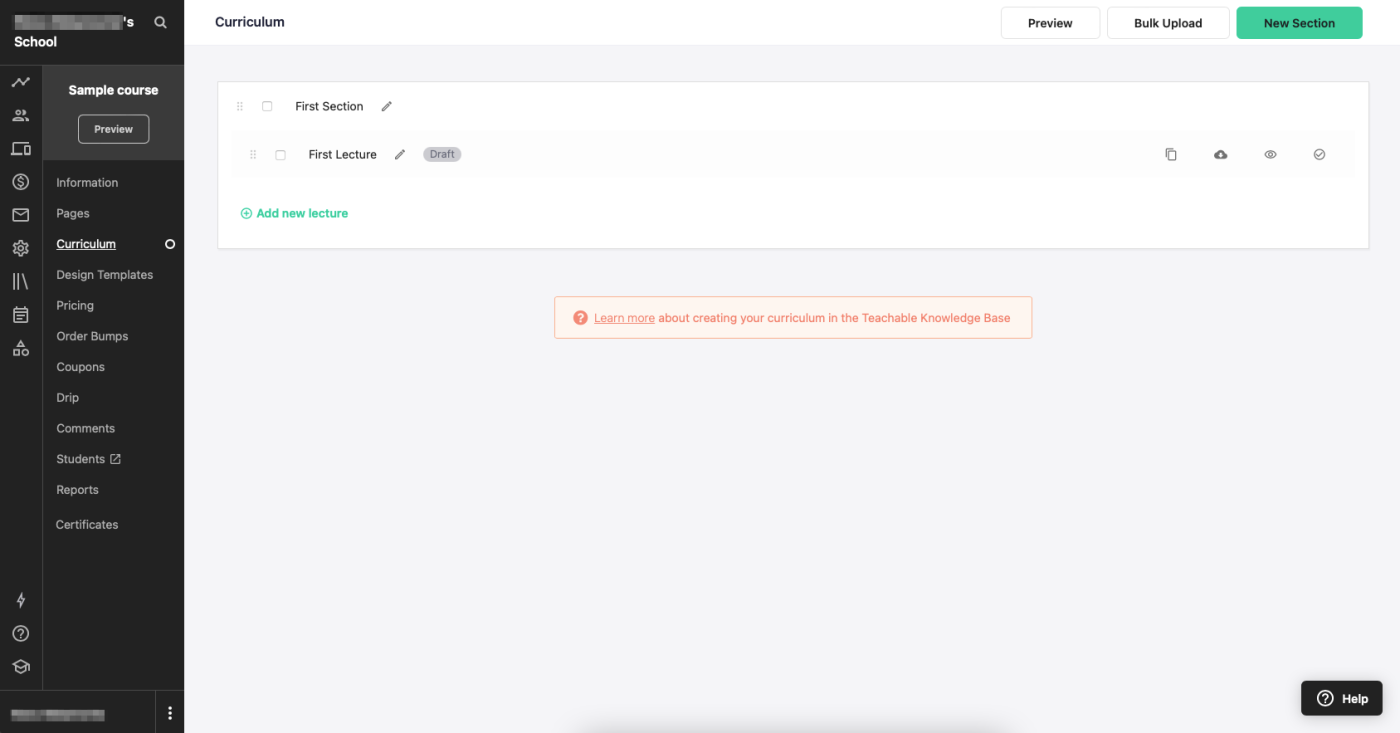 's
School
Curriculum
Preview
Bulk Upload
New Section
Sample course
Preview
Information
Pages
Curriculum
Design Templates
Pricing
Order Bumps
Coupons
Drip
Comments
Students
Reports
Certificates
First Section
First Lecture
Draft
Add new lecture
? Learn more about creating your curriculum in the Teachable Knowledge Base
Help